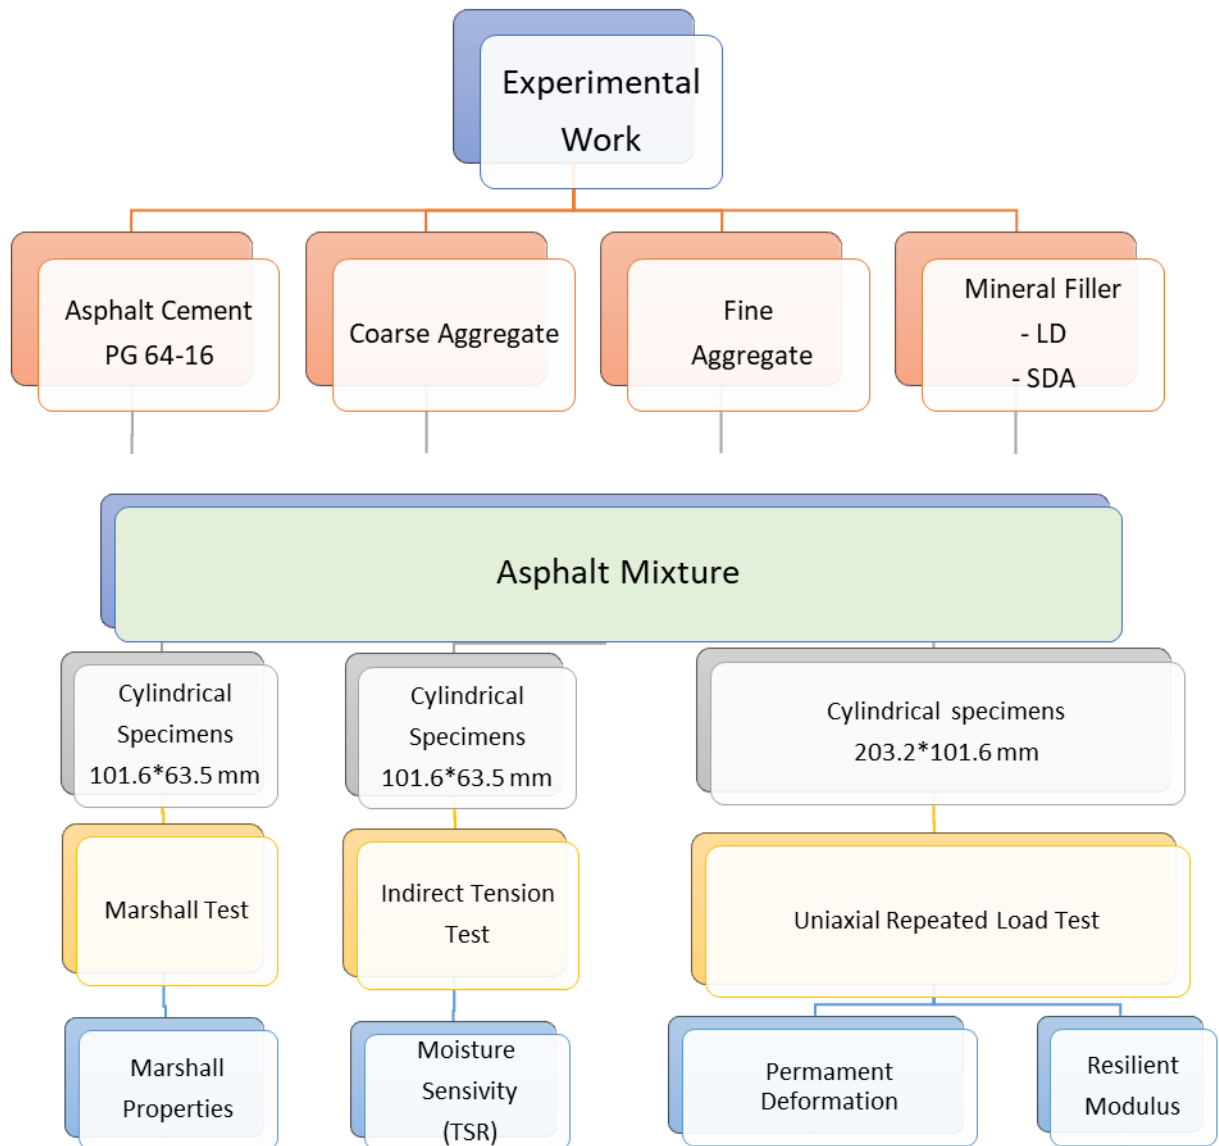 Experimental
Work
Asphalt Cement
PG 64-16
Coarse Aggregate
Fine
Aggregate
Mineral Filler
- LD
- SDA
Asphalt Mixture
Cylindrical
Specimens
101.6*63.5 mm
Cylindrical
Specimens
101.6*63.5 mm
Cylindrical specimens
203.2*101.6 mm
Marshall Test
Indirect Tension
Test
Uniaxial Repeated Load Test
Marshall
Properties
Moisture
Sensivity
(TSR)
Permament
Deformation
Resilient
Modulus